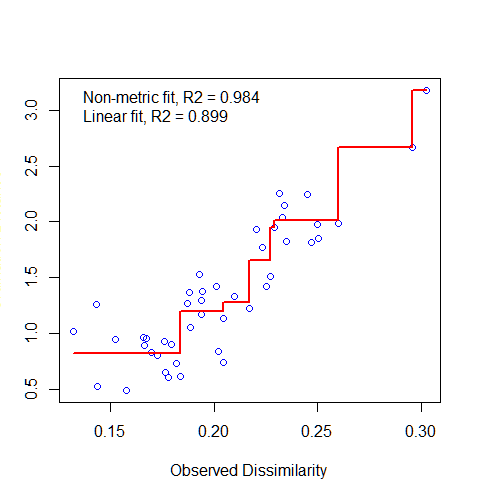 Non-metric fit, R2 = 0.984
Linear fit, R2 = 0.899
3.0
2.5
2.0
1.5
1.0
0.5
0.15 0.20 0.25 0.30
Observed Dissimilarity